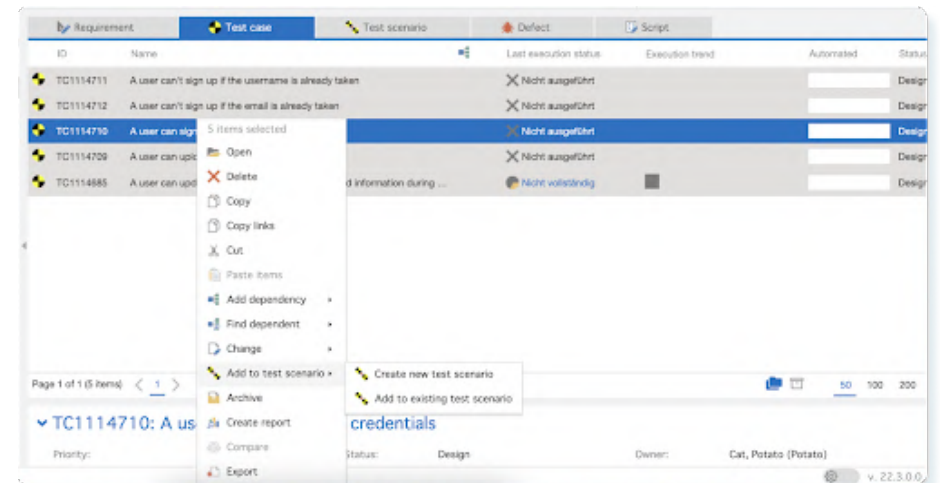 Requirement Test case Test scenario Defect Script
ID Name Last execution status Execution trend Automated Status
TC1114711 A user can't sign up if the username is already taken Nicht ausgeführt Design
TC1114712 A user can't sign up if the email is already taken Nicht ausgeführt Design
TC1114710 A user can sign Nicht ausgeführt Design
TC1114709 A user can uplo Nicht ausgeführt Design
TC1114685 A user can upd d information during ... Nicht vollständig Design
5 items selected
Open
Delete
Copy
Copy links
Cut
Paste items
Add dependency
Find dependent
Change
Add to test scenario
Create new test scenario
Add to existing test scenario
Archive
Create report
Compare
Export
Page 1 of 1 (5 items) < 1 > 50 100 200
TC1114710: A us credentials
Priority: Status: Design Owner: Cat, Potato (Potato)
v. 22.3.0.0